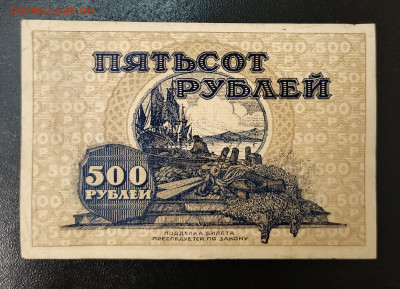 ПЯТЬСОТ
РУБЛЕЙ
500
РУБЛЕЙ
ПОДДЕЛКА БИЛЕТА
ПРЕСЛЕДУЕТСЯ ПО ЗАКОНУ